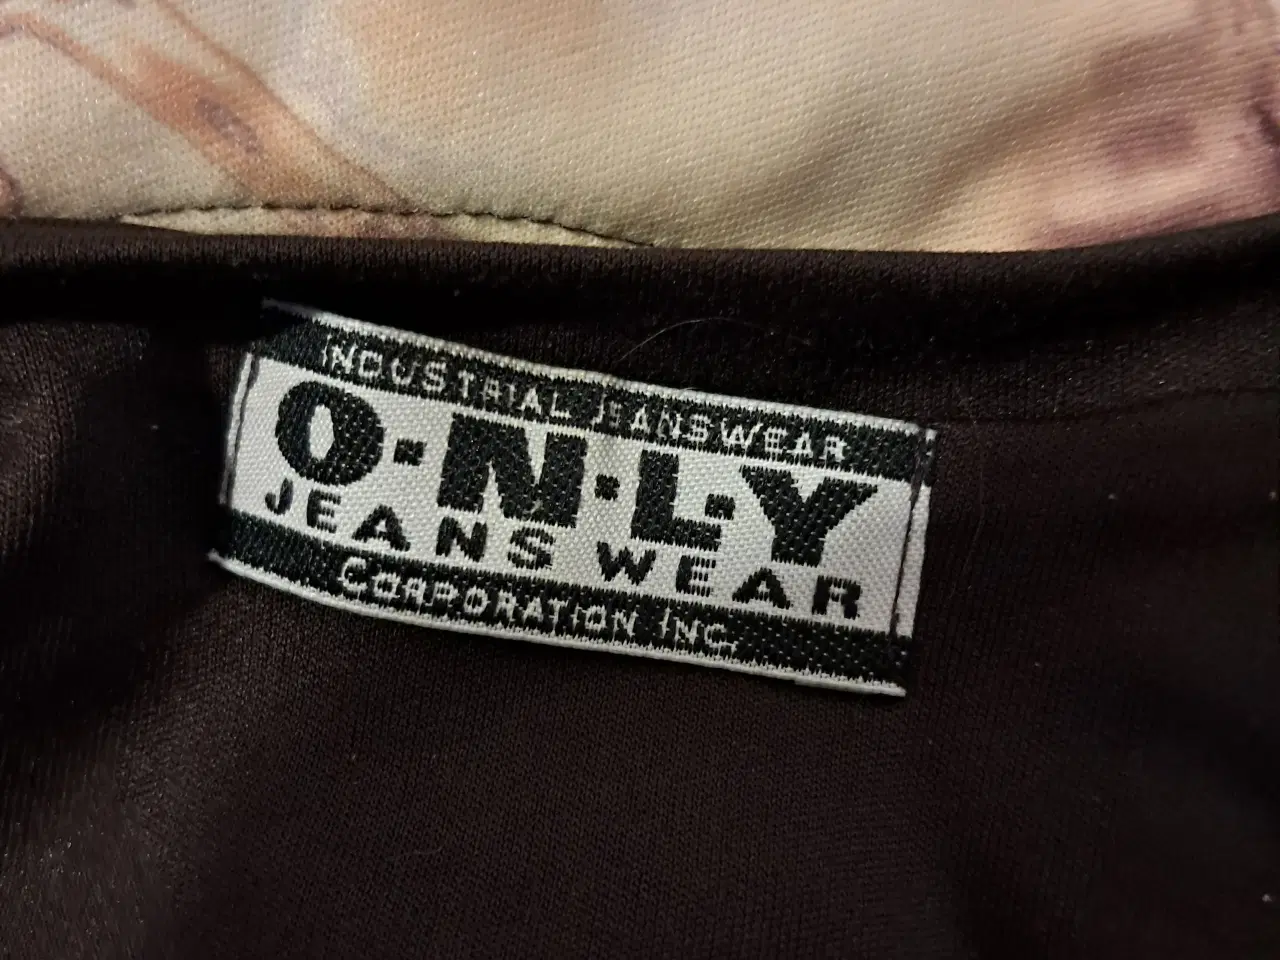 INDUSTRIAL JEANSWEAR
O·N·L·Y
JEANS WEAR
CORPORATION INC.